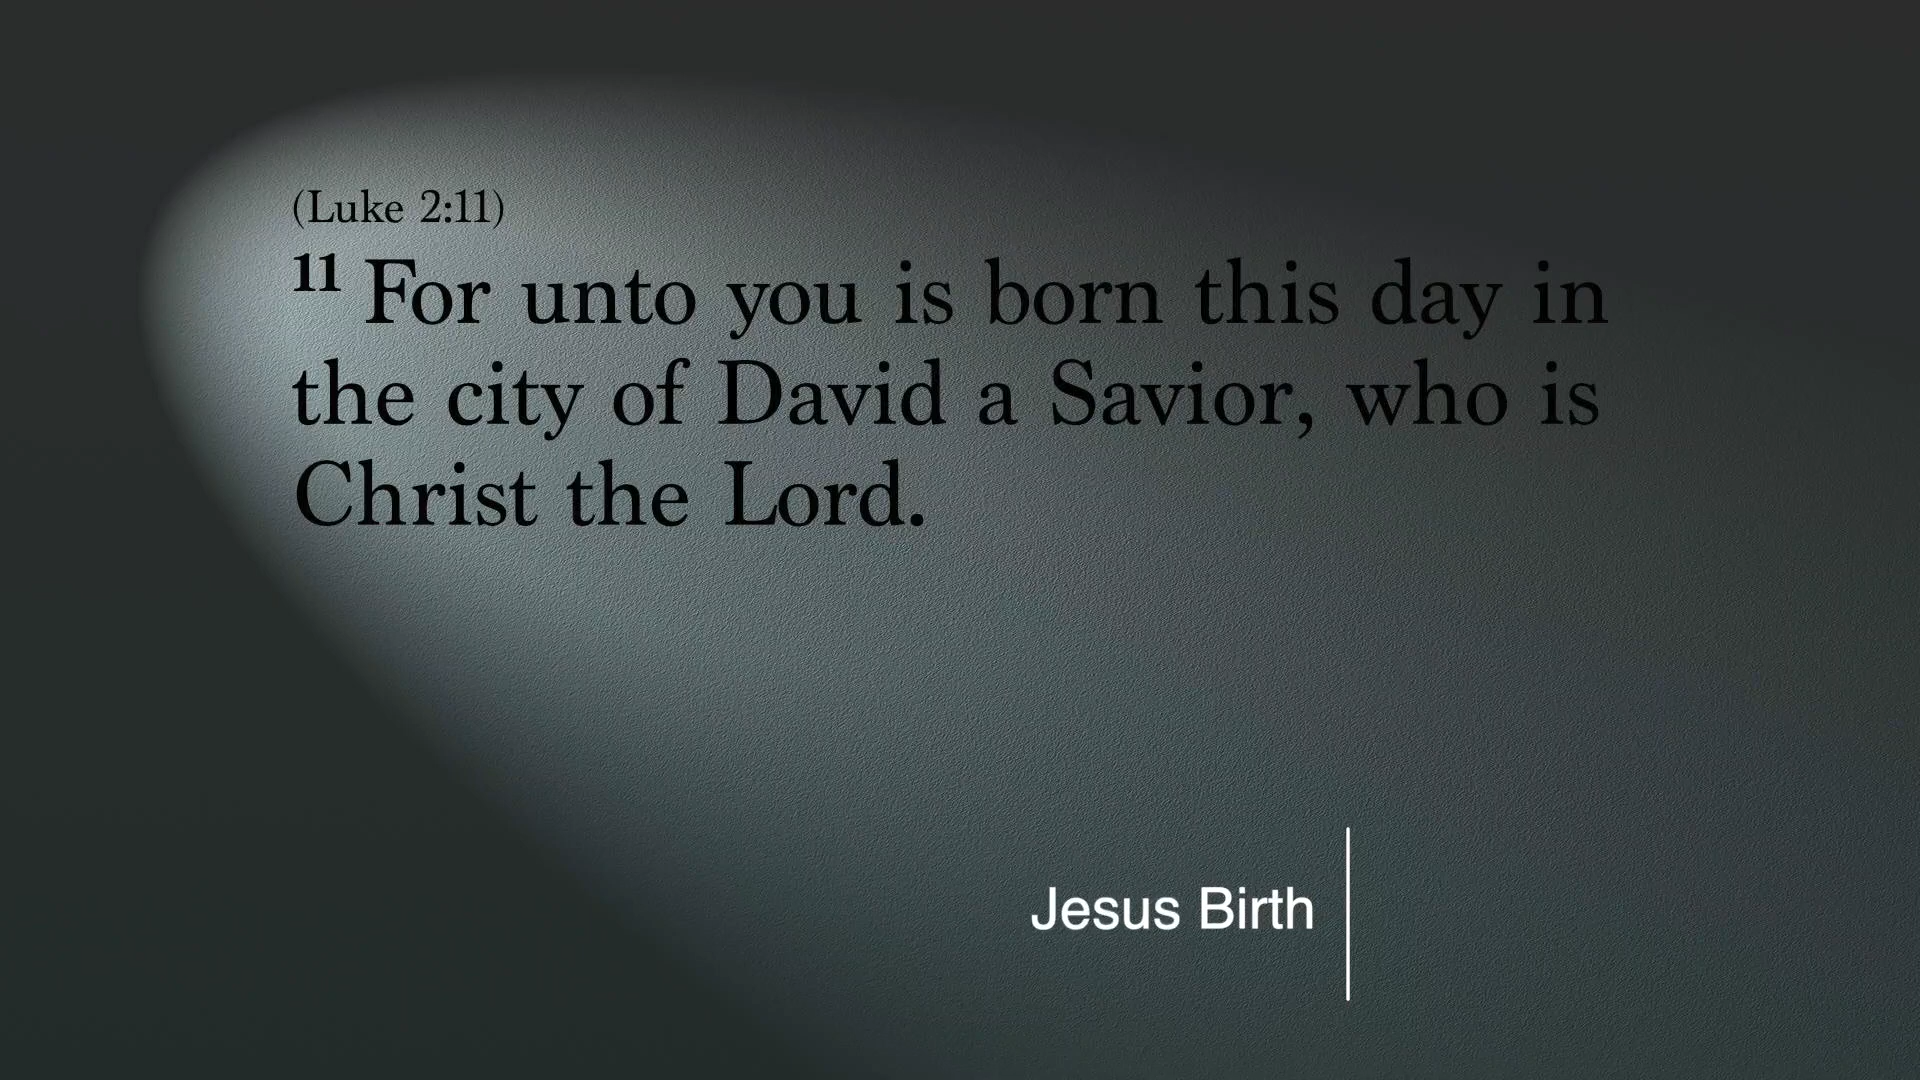 (Luke 2:11)
11 For unto you is born this day in
the city of David a Savior, who is
Christ the Lord.
Jesus Birth